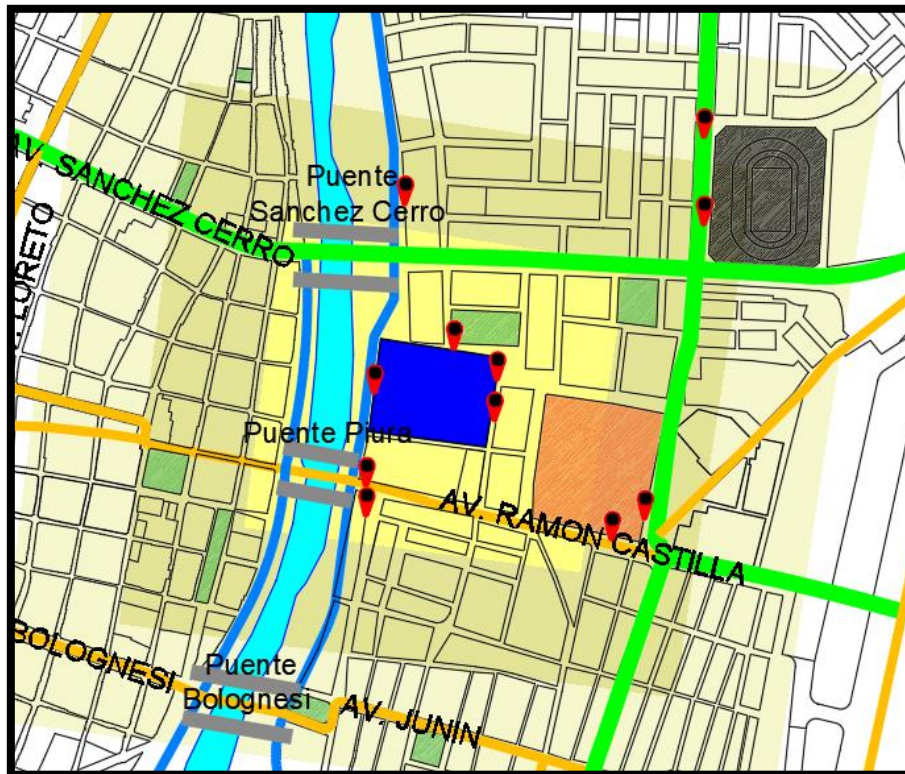 Puente
Sanchez Cerro
AV. SANCHEZ CERRO
LORETO
Puente Piura
AV. RAMON CASTILLA
BOLOGNESI
Puente
Bolognesi
AV. JUNIN